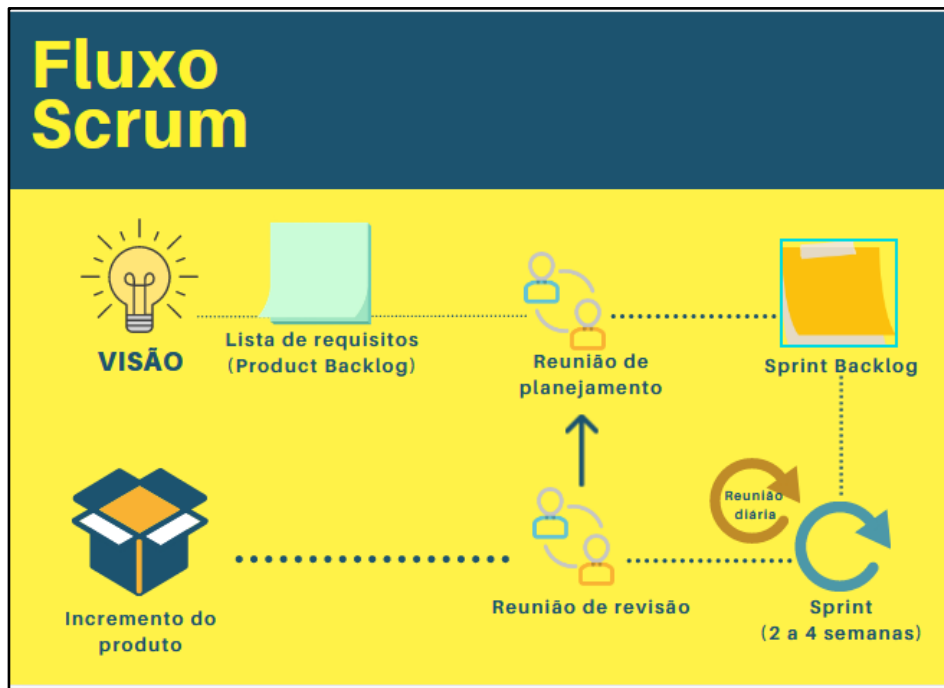 Fluxo
Scrum
VISÃO
Lista de requisitos
(Product Backlog)
Reunião de
planejamento
Sprint Backlog
Reunião
diária
Incremento do
produto
Reunião de revisão
Sprint
(2 a 4 semanas)